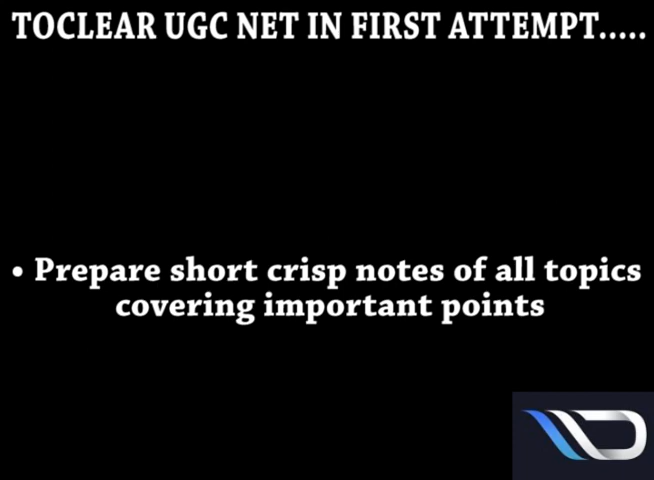 TOCLEAR UGC NET IN FIRST ATTEMPT.....
• Prepare short crisp notes of all topics
covering important points